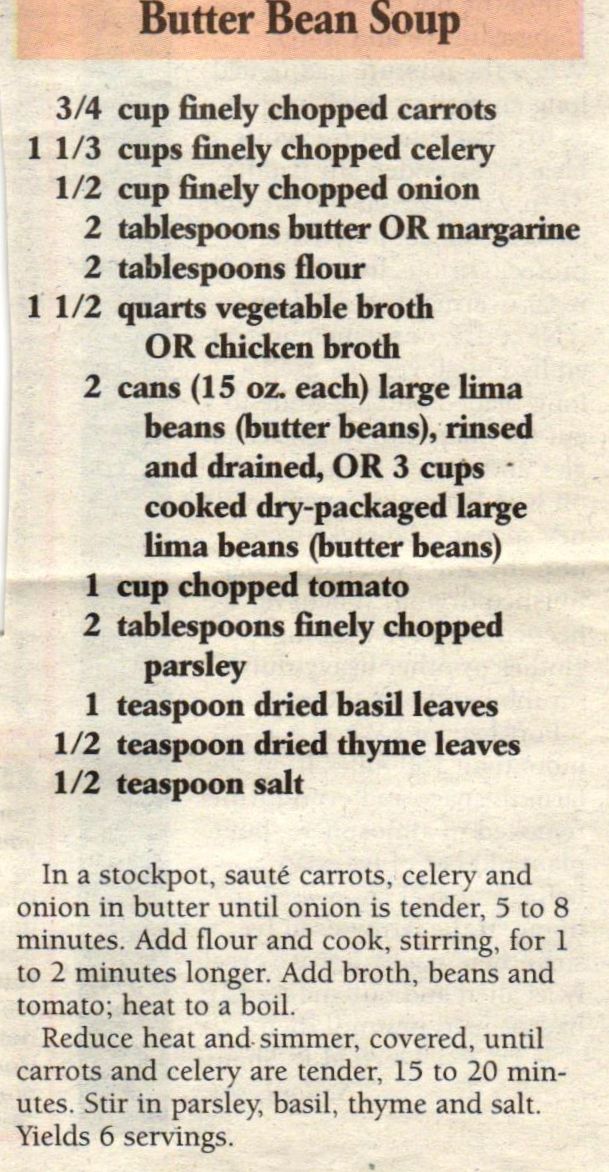 Butter Bean Soup
3/4 cup finely chopped carrots
1 1/3 cups finely chopped celery
1/2 cup finely chopped onion
2 tablespoons butter OR margarine
2 tablespoons flour
1 1/2 quarts vegetable broth
OR chicken broth
2 cans (15 oz. each) large lima
beans (butter beans), rinsed
and drained, OR 3 cups
cooked dry-packaged large
lima beans (butter beans)
1 cup chopped tomato
2 tablespoons finely chopped
parsley
1 teaspoon dried basil leaves
1/2 teaspoon dried thyme leaves
1/2 teaspoon salt
In a stockpot, sauté carrots, celery and
onion in butter until onion is tender, 5 to 8
minutes. Add flour and cook, stirring, for 1
to 2 minutes longer. Add broth, beans and
tomato; heat to a boil.
Reduce heat and simmer, covered, until
carrots and celery are tender, 15 to 20 min-
utes. Stir in parsley, basil, thyme and salt.
Yields 6 servings.